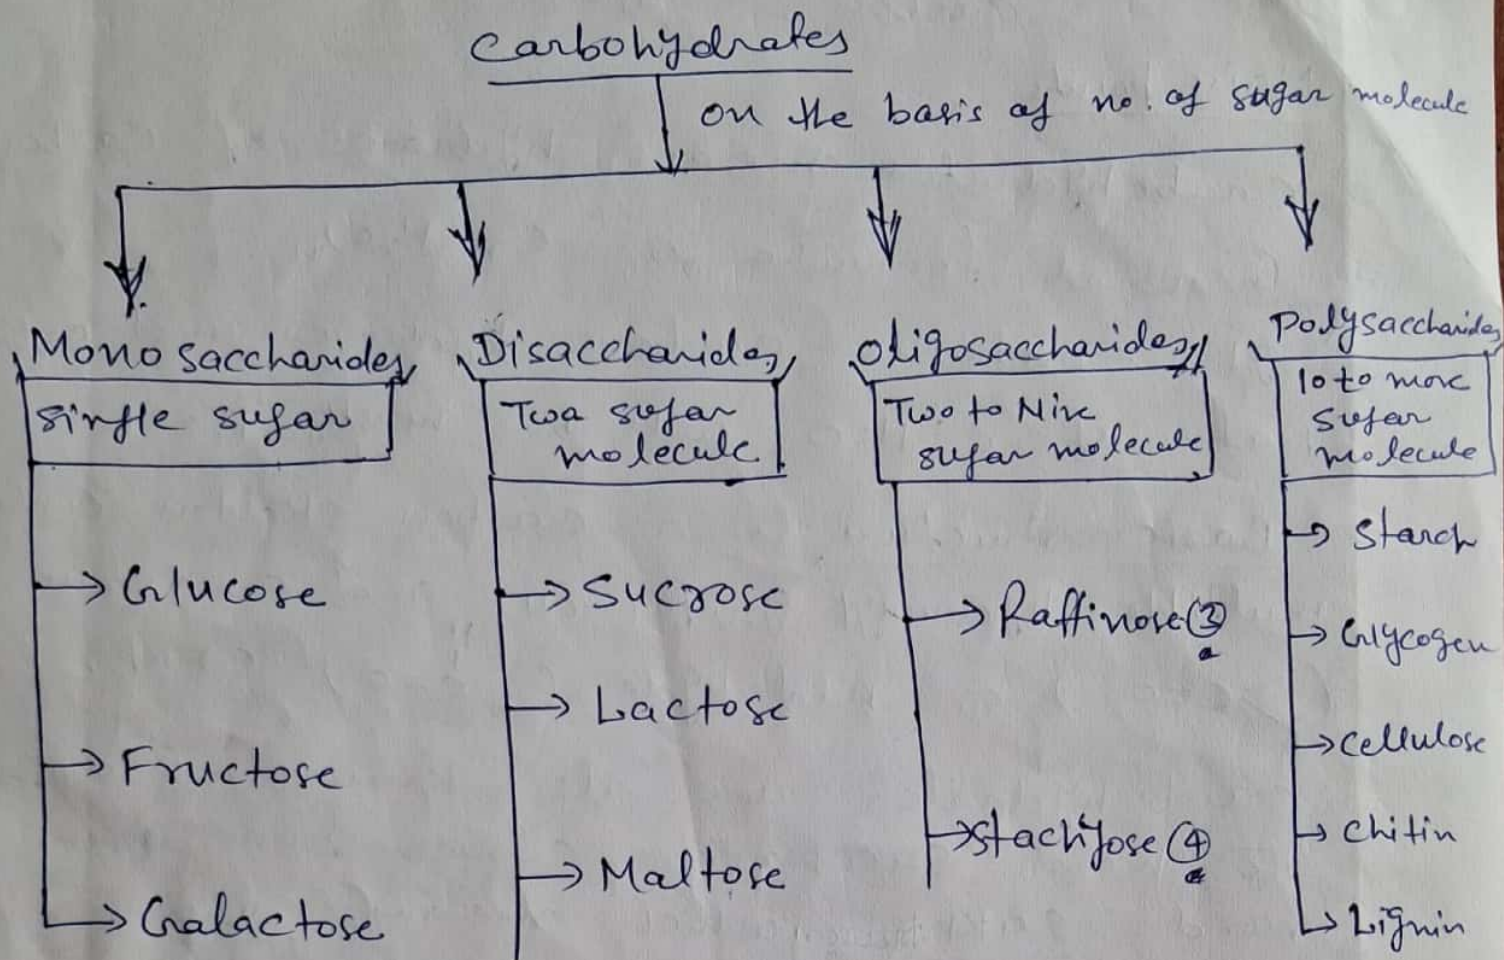 Carbohydrates
on the basis of no. of sugar molecule
Monosaccharides
Disaccharides
Oligosaccharides
Polysaccharides
Single sugar
Two sugar
molecule
Two to Nine
sugar molecule
10 to more
sugar
molecule
Glucose
Fructose
Galactose
Sucrose
Lactose
Maltose
Raffinose 3
Stachyose 4
Starch
Glycogen
Cellulose
Chitin
Lignin